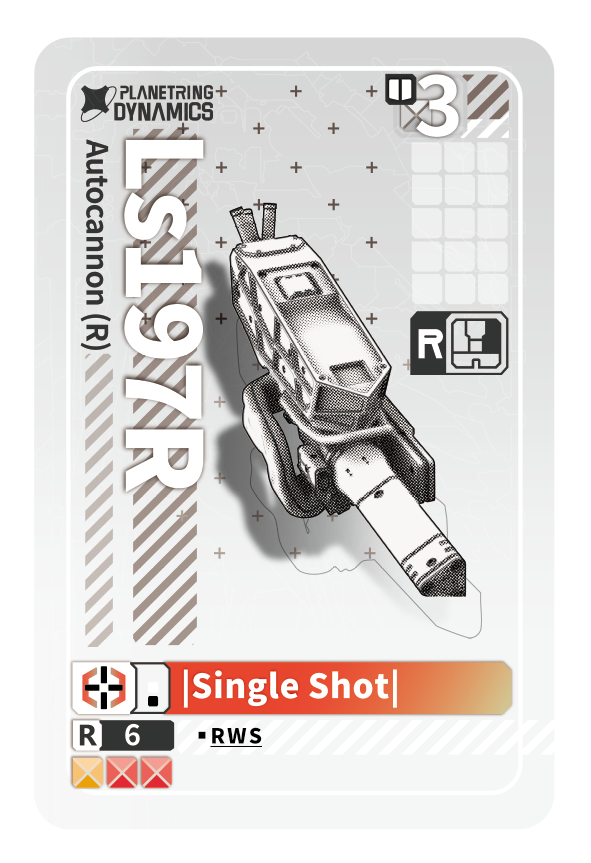 PLANETRING
DYNAMICS
3
Autocannon (R)
Ls197R
R
|Single Shot|
R 6
▪RWS